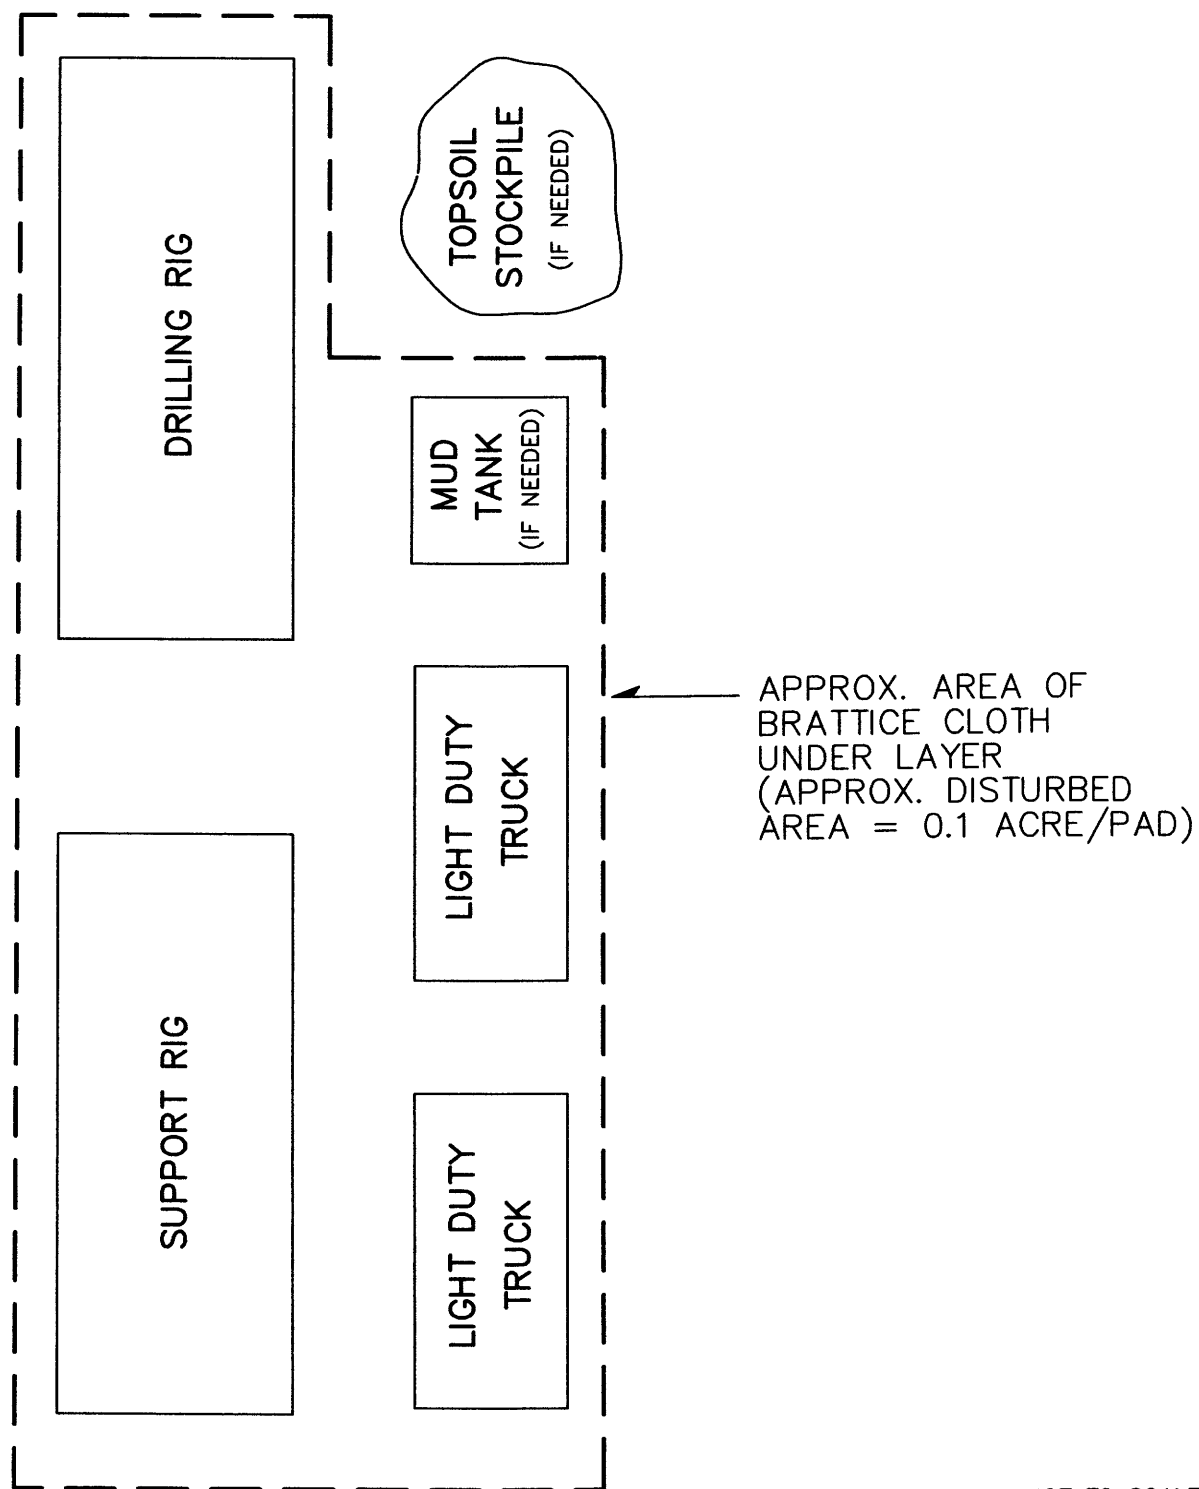 DRILLING RIG
TOPSOIL
STOCKPILE
(IF NEEDED)
MUD
TANK
(IF NEEDED)
APPROX. AREA OF
BRATTICE CLOTH
UNDER LAYER
(APPROX. DISTURBED
AREA = 0.1 ACRE/PAD)
LIGHT DUTY
TRUCK
SUPPORT RIG
LIGHT DUTY
TRUCK